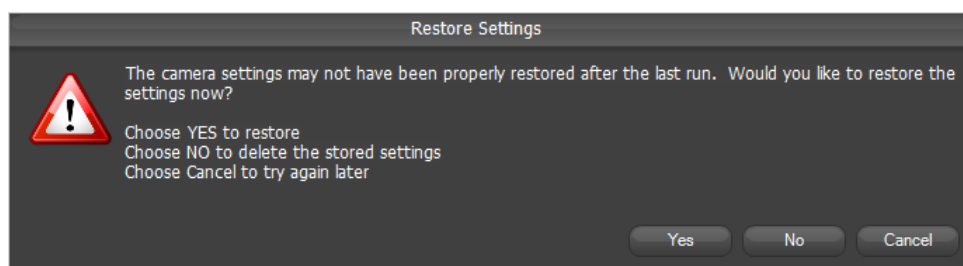 Restore Settings
The camera settings may not have been properly restored after the last run.  Would you like to restore the
settings now?
Choose YES to restore
Choose NO to delete the stored settings
Choose Cancel to try again later
Yes
No
Cancel